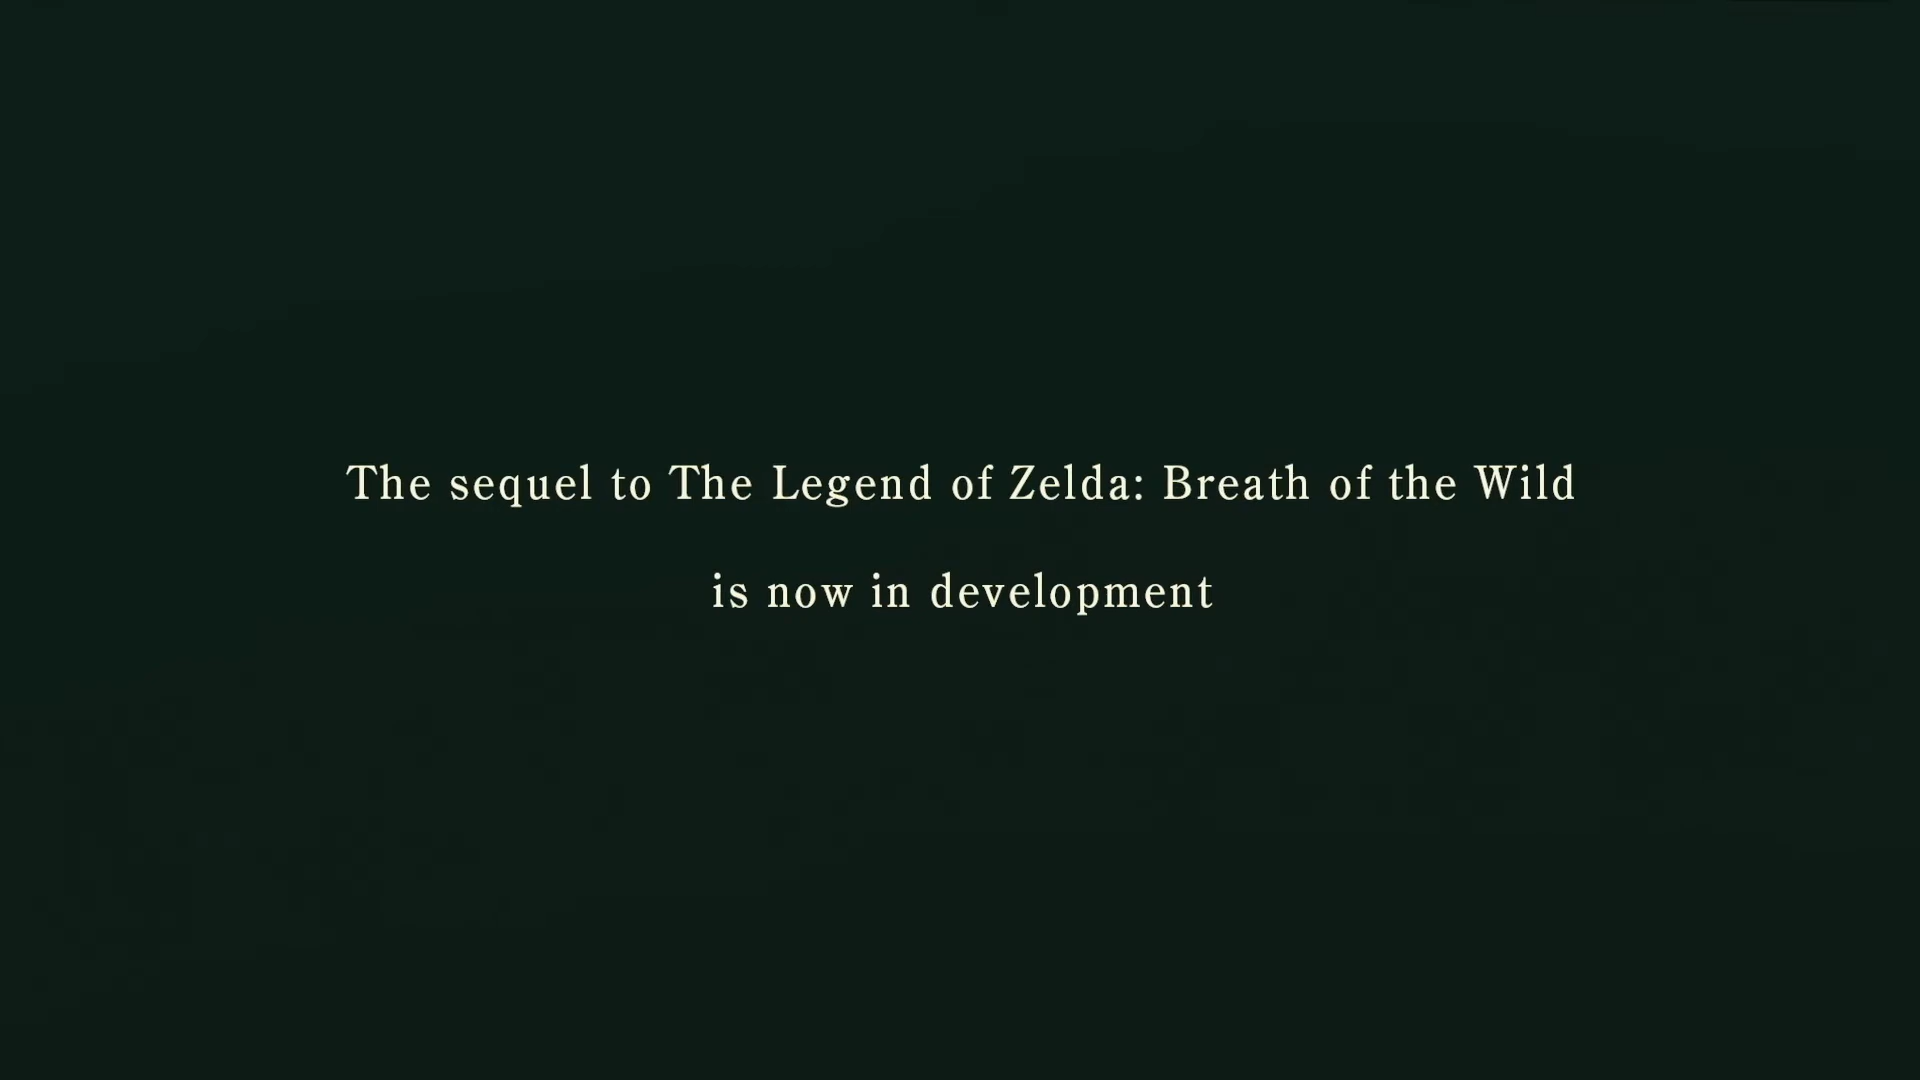 The sequel to The Legend of Zelda: Breath of the Wild
is now in development